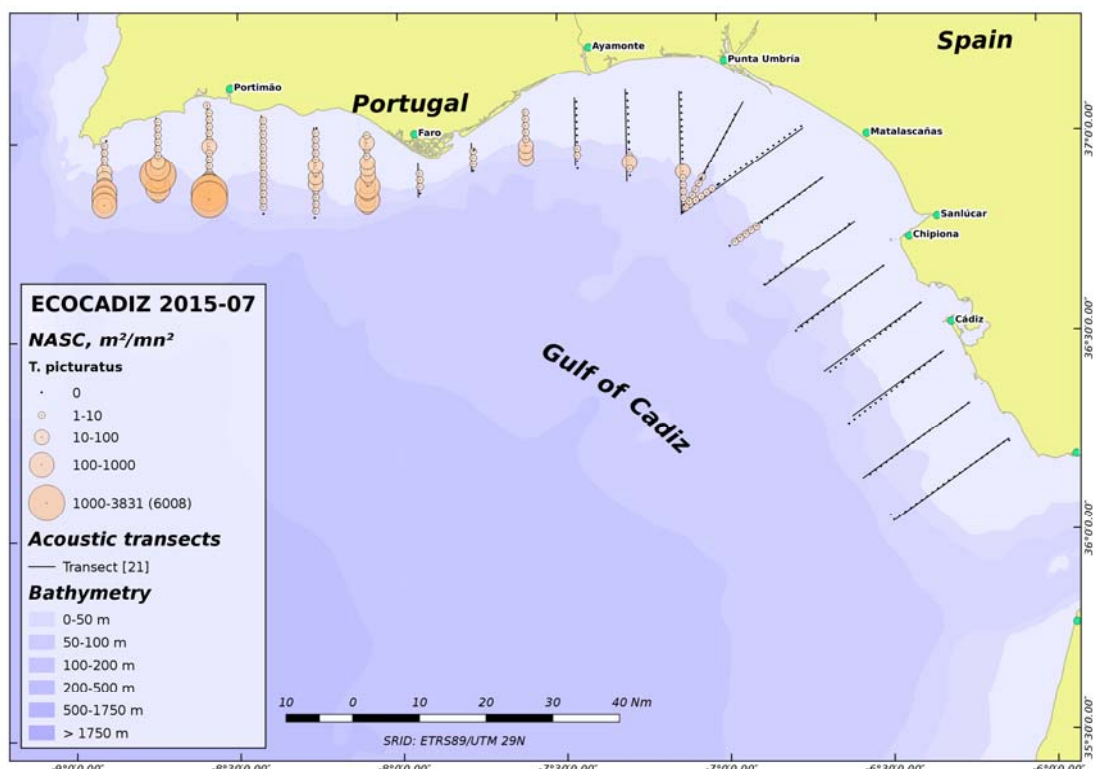 Spain
Ayamonte
Punta Umbría
Portimão
Portugal
Faro
Matalascañas
Sanlúcar
Chipiona
Cádiz
Gulf of Cadiz
ECOCADIZ 2015-07
NASC, m²/mn²
T. picturatus
0
1-10
10-100
100-1000
1000-3831 (6008)
Acoustic transects
Transect [21]
Bathymetry
0-50 m
50-100 m
100-200 m
200-500 m
500-1750 m
> 1750 m
10 0 10 20 30 40 Nm
SRID: ETRS89/UTM 29N
37°0'0.00"
36°30'0.00"
36°0'0.00"
35°30'0.00"
-9°0'0.00" -8°30'0.00" -8°0'0.00" -7°30'0.00" -7°0'0.00" -6°30'0.00" -6°0'0.00"